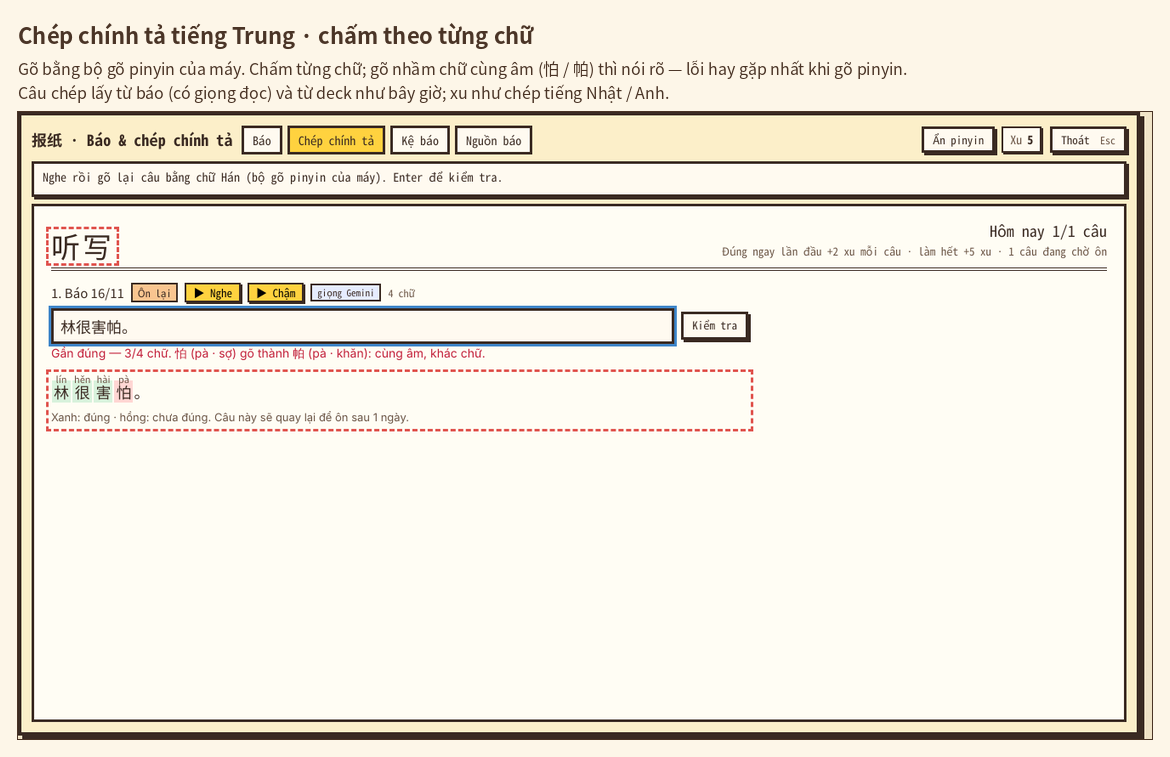 Chép chính tả tiếng Trung · chấm theo từng chữ
Gõ bằng bộ gõ pinyin của máy. Chấm từng chữ; gõ nhầm chữ cùng âm (怕 / 帕) thì nói rõ — lỗi hay gặp nhất khi gõ pinyin.
Câu chép lấy từ báo (có giọng đọc) và từ deck như bây giờ; xu như chép tiếng Nhật / Anh.
报纸 · Báo & chép chính tả Báo Chép chính tả Kệ báo Nguồn báo Ẩn pinyin Xu 5 Thoát Esc
Nghe rồi gõ lại câu bằng chữ Hán (bộ gõ pinyin của máy). Enter để kiểm tra.
听写
Hôm nay 1/1 câu
Đúng ngay lần đầu +2 xu mỗi câu · làm hết +5 xu · 1 câu đang chờ ôn
1. Báo 16/11 Ôn lại ▶ Nghe ▶ Chậm giọng Gemini 4 chữ
林很害帕。 Kiểm tra
Gần đúng — 3/4 chữ. 怕 (pà · sợ) gõ thành 帕 (pà · khăn): cùng âm, khác chữ.
lín hěn hài pà
林很害怕。
Xanh: đúng · hồng: chưa đúng. Câu này sẽ quay lại để ôn sau 1 ngày.